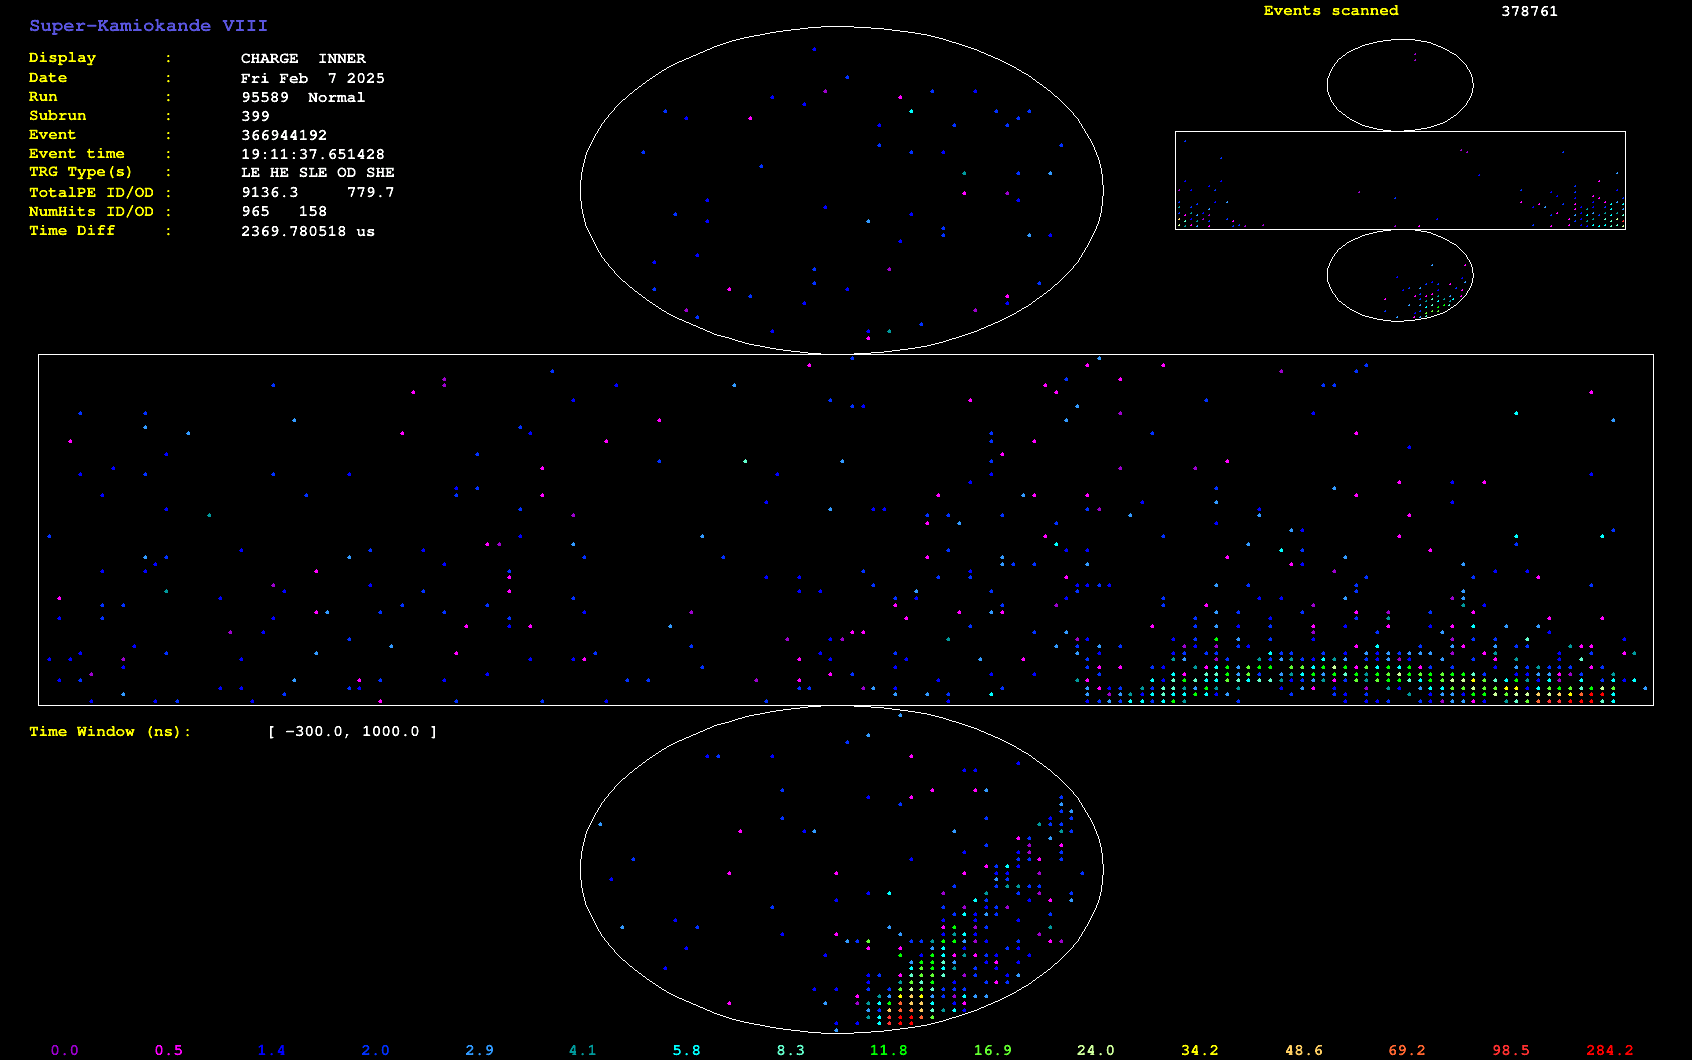 Super-Kamiokande VIII
Events scanned 378761
Display : CHARGE INNER
Date : Fri Feb 7 2025
Run : 95589 Normal
Subrun : 399
Event : 366944192
Event time : 19:11:37.651428
TRG Type(s) : LE HE SLE OD SHE
TotalPE ID/OD : 9136.3 779.7
NumHits ID/OD : 965 158
Time Diff : 2369.780518 us
Time Window (ns): [ -300.0, 1000.0 ]
0.0 0.5 1.4 2.0 2.9 4.1 5.8 8.3 11.8 16.9 24.0 34.2 48.6 69.2 98.5 284.2